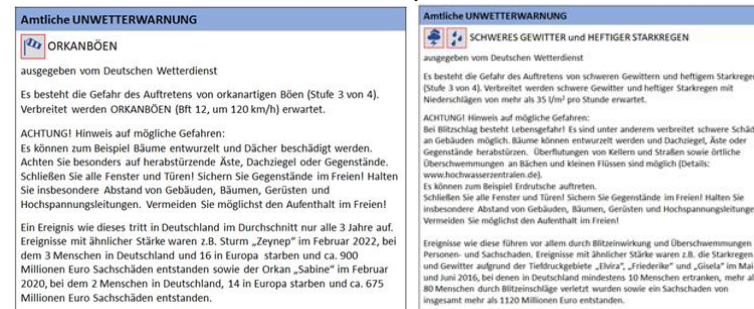 Amtliche UNWETTERWARNUNG
ORKANBÖEN
ausgegeben vom Deutschen Wetterdienst
Es besteht die Gefahr des Auftretens von orkanartigen Böen (Stufe 3 von 4).
Verbreitet werden ORKANBÖEN (Bft 12, um 120 km/h) erwartet.
ACHTUNG! Hinweis auf mögliche Gefahren:
Es können zum Beispiel Bäume entwurzelt und Dächer beschädigt werden.
Achten Sie besonders auf herabstürzende Äste, Dachziegel oder Gegenstände.
Schließen Sie alle Fenster und Türen! Sichern Sie Gegenstände im Freien! Halten
Sie insbesondere Abstand von Gebäuden, Bäumen, Gerüsten und
Hochspannungsleitungen. Vermeiden Sie möglichst den Aufenthalt im Freien!
Ein Ereignis wie dieses tritt in Deutschland im Durchschnitt nur alle 3 Jahre auf.
Ereignisse mit ähnlicher Stärke waren z.B. Sturm „Zeynep" im Februar 2022, bei
dem 3 Menschen in Deutschland und 16 in Europa starben und ca. 900
Millionen Euro Sachschäden entstanden sowie der Orkan „Sabine" im Februar
2020, bei dem 2 Menschen in Deutschland, 14 in Europa starben und ca. 675
Millionen Euro Sachschäden entstanden.
Amtliche UNWETTERWARNUNG
SCHWERES GEWITTER und HEFTIGER STARKREGEN
ausgegeben vom Deutschen Wetterdienst
Es besteht die Gefahr des Auftretens von schweren Gewittern und heftigem Starkregen
(Stufe 3 von 4). Verbreitet werden schwere Gewitter und heftiger Starkregen mit
Niederschlägen von mehr als 35 l/m² pro Stunde erwartet.
ACHTUNG! Hinweis auf mögliche Gefahren:
Bei Blitzschlag besteht Lebensgefahr! Es sind unter anderem verbreitet schwere Schäd
an Gebäuden möglich. Bäume können entwurzelt werden und Dachziegel, Äste oder
Gegenstände herabstürzen. Überflutungen von Kellern und Straßen sowie örtliche
Überschwemmungen an Bächen und kleinen Flüssen sind möglich (Details:
www.hochwasserzentralen.de).
Es können zum Beispiel Erdrutsche auftreten.
Schließen Sie alle Fenster und Türen! Sichern Sie Gegenstände im Freien! Halten Sie
insbesondere Abstand von Gebäuden, Bäumen, Gerüsten und Hochspannungsleitunge
Vermeiden Sie möglichst den Aufenthalt im Freien!
Ereignisse wie diese führen vor allem durch Blitzeinwirkung und Überschwemmungen
Personen- und Sachschaden. Ereignisse mit ähnlicher Stärke waren z.B. die Starkregen
und Gewitter aufgrund der Tiefdruckgebiete „Elvira", „Friederike" und „Gisela" im Mai
und Juni 2016, bei denen in Deutschland mindestens 10 Menschen ertranken, mehr al
80 Menschen durch Blitzeinschläge verletzt wurden sowie ein Sachschaden von
insgesamt mehr als 1120 Millionen Euro entstanden.